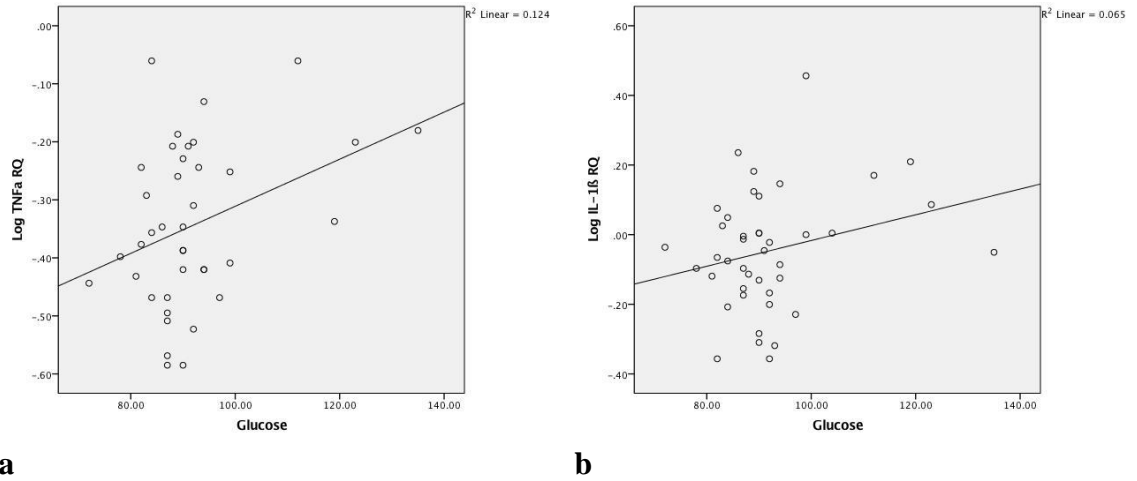 R² Linear = 0.124
.00
-.10
-.20
-.30
-.40
-.50
-.60
Log TNFa RQ
80.00 100.00 120.00 140.00
Glucose
a
R² Linear = 0.065
.60
.40
.20
.00
-.20
-.40
Log IL-1ß RQ
80.00 100.00 120.00 140.00
Glucose
b